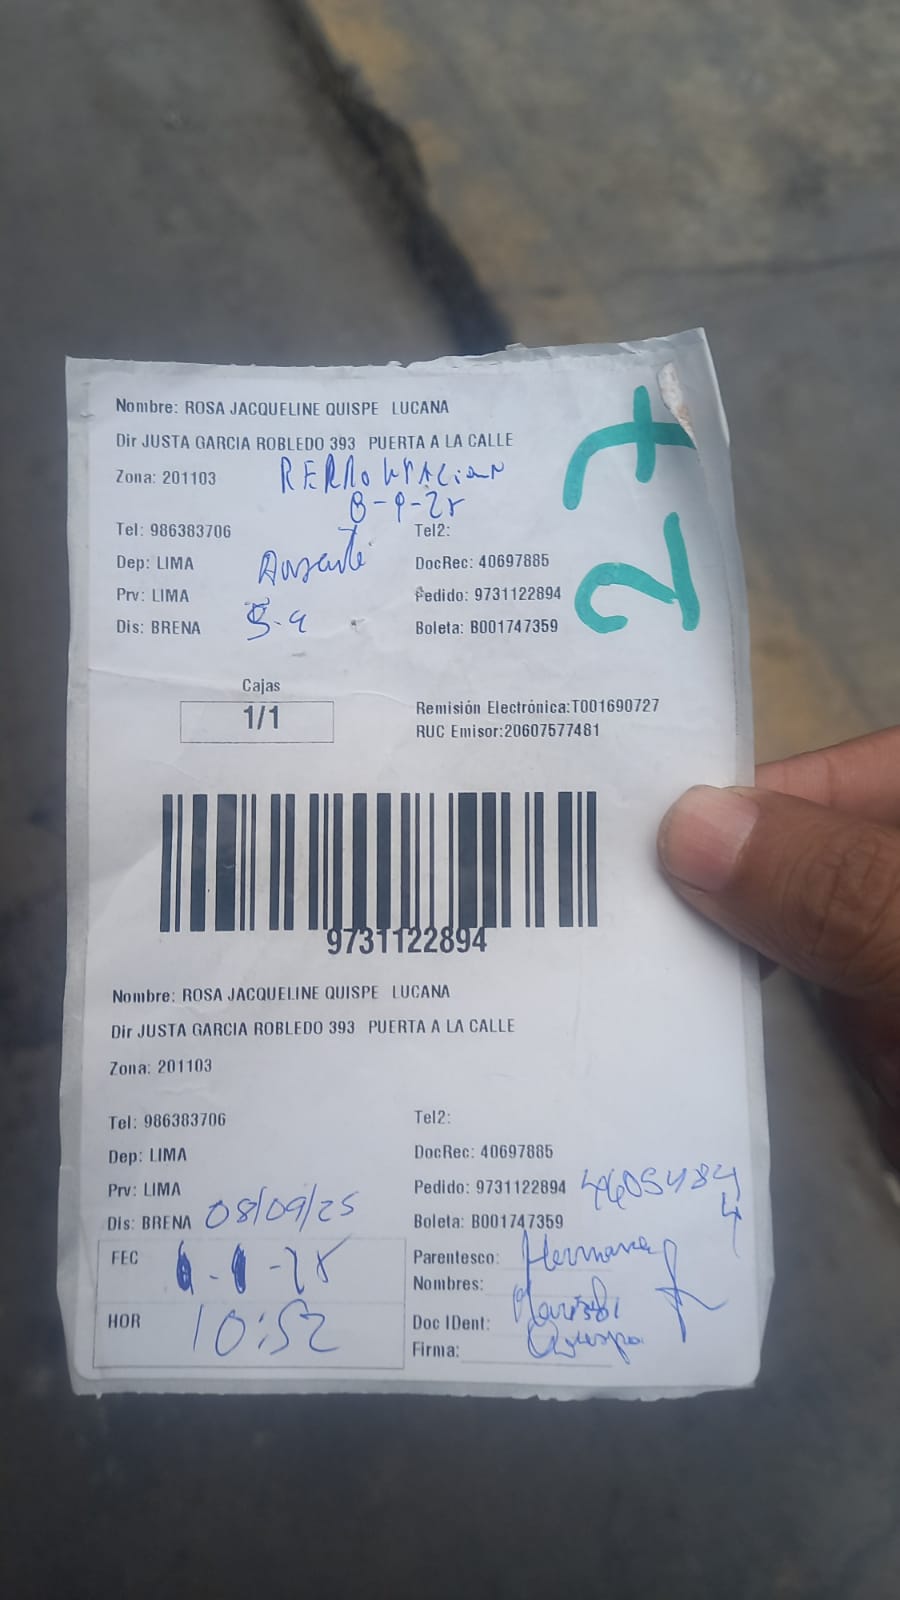 Nombre: ROSA JACQUELINE QUISPE LUCANA
Dir JUSTA GARCIA ROBLEDO 393 PUERTA A LA CALLE
Zona: 201103
8-9-25
27
Tel: 986383706 Tel2:
Dep: LIMA Ausente DocRec: 40697885
Prv: LIMA Pedido: 9731122894
Dis: BRENA 5-9 Boleta: B001747359
Cajas
1/1
Remisión Electrónica:T001690727
RUC Emisor:20607577481
9731122894
Nombre: ROSA JACQUELINE QUISPE LUCANA
Dir JUSTA GARCIA ROBLEDO 393 PUERTA A LA CALLE
Zona: 201103
Tel: 986383706 Tel2:
Dep: LIMA DocRec: 40697885
Prv: LIMA Pedido: 9731122894
Dis: BRENA 08/09/25 Boleta: B001747359
FEC
Parentesco: Hermana
Nombres:
HOR 10:52
Doc IDent:
Firma: